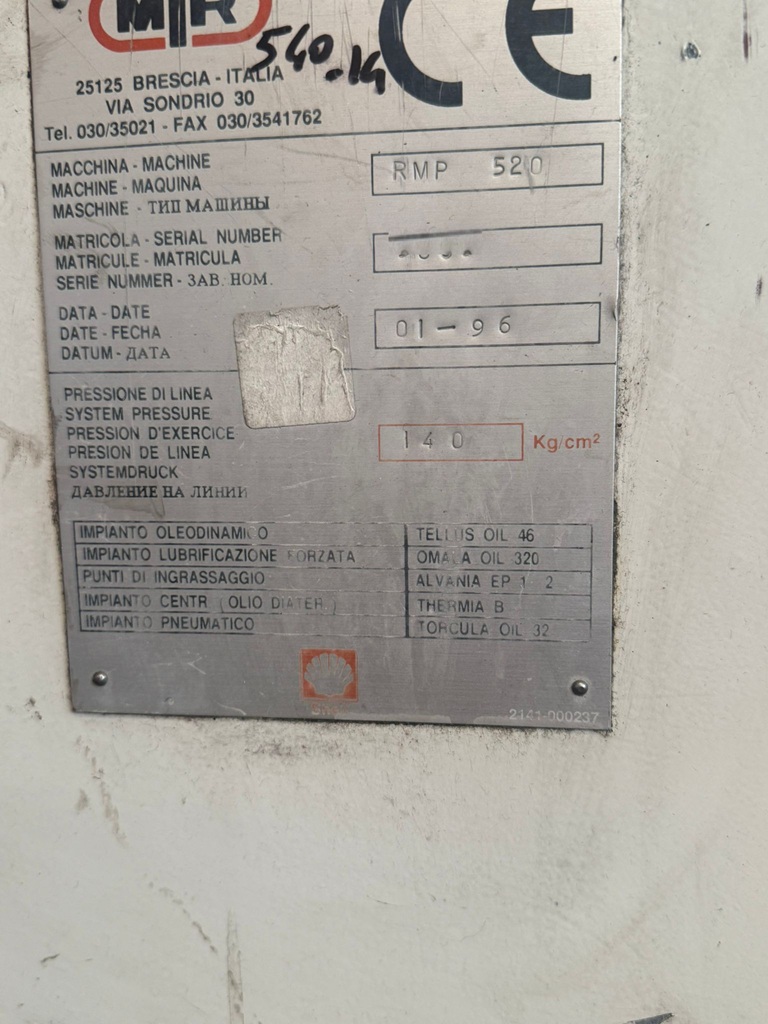 MIR
540-14
CE
25125 BRESCIA - ITALIA
VIA SONDRIO 30
Tel. 030/35021 - FAX 030/3541762
MACCHINA - MACHINE
MACHINE - MAQUINA
MASCHINE - ТИП МАШИНЫ
RMP 520
MATRICOLA - SERIAL NUMBER
MATRICULE - MATRICULA
SERIE NUMMER - ЗАВ. НОМ.
DATA - DATE
DATE - FECHA
DATUM - ДАТА
01-96
PRESSIONE DI LINEA
SYSTEM PRESSURE
PRESSION D'EXERCICE
PRESION DE LINEA
SYSTEMDRUCK
ДАВЛЕНИЕ НА ЛИНИИ
140 Kg/cm²
IMPIANTO OLEODINAMICO TELLUS OIL 46
IMPIANTO LUBRIFICAZIONE FORZATA OMALA OIL 320
PUNTI DI INGRASSAGGIO ALVANIA EP 1 2
IMPIANTO CENTR (OLIO DIATER.) THERMIA B
IMPIANTO PNEUMATICO TORCULA OIL 32
2141-000237